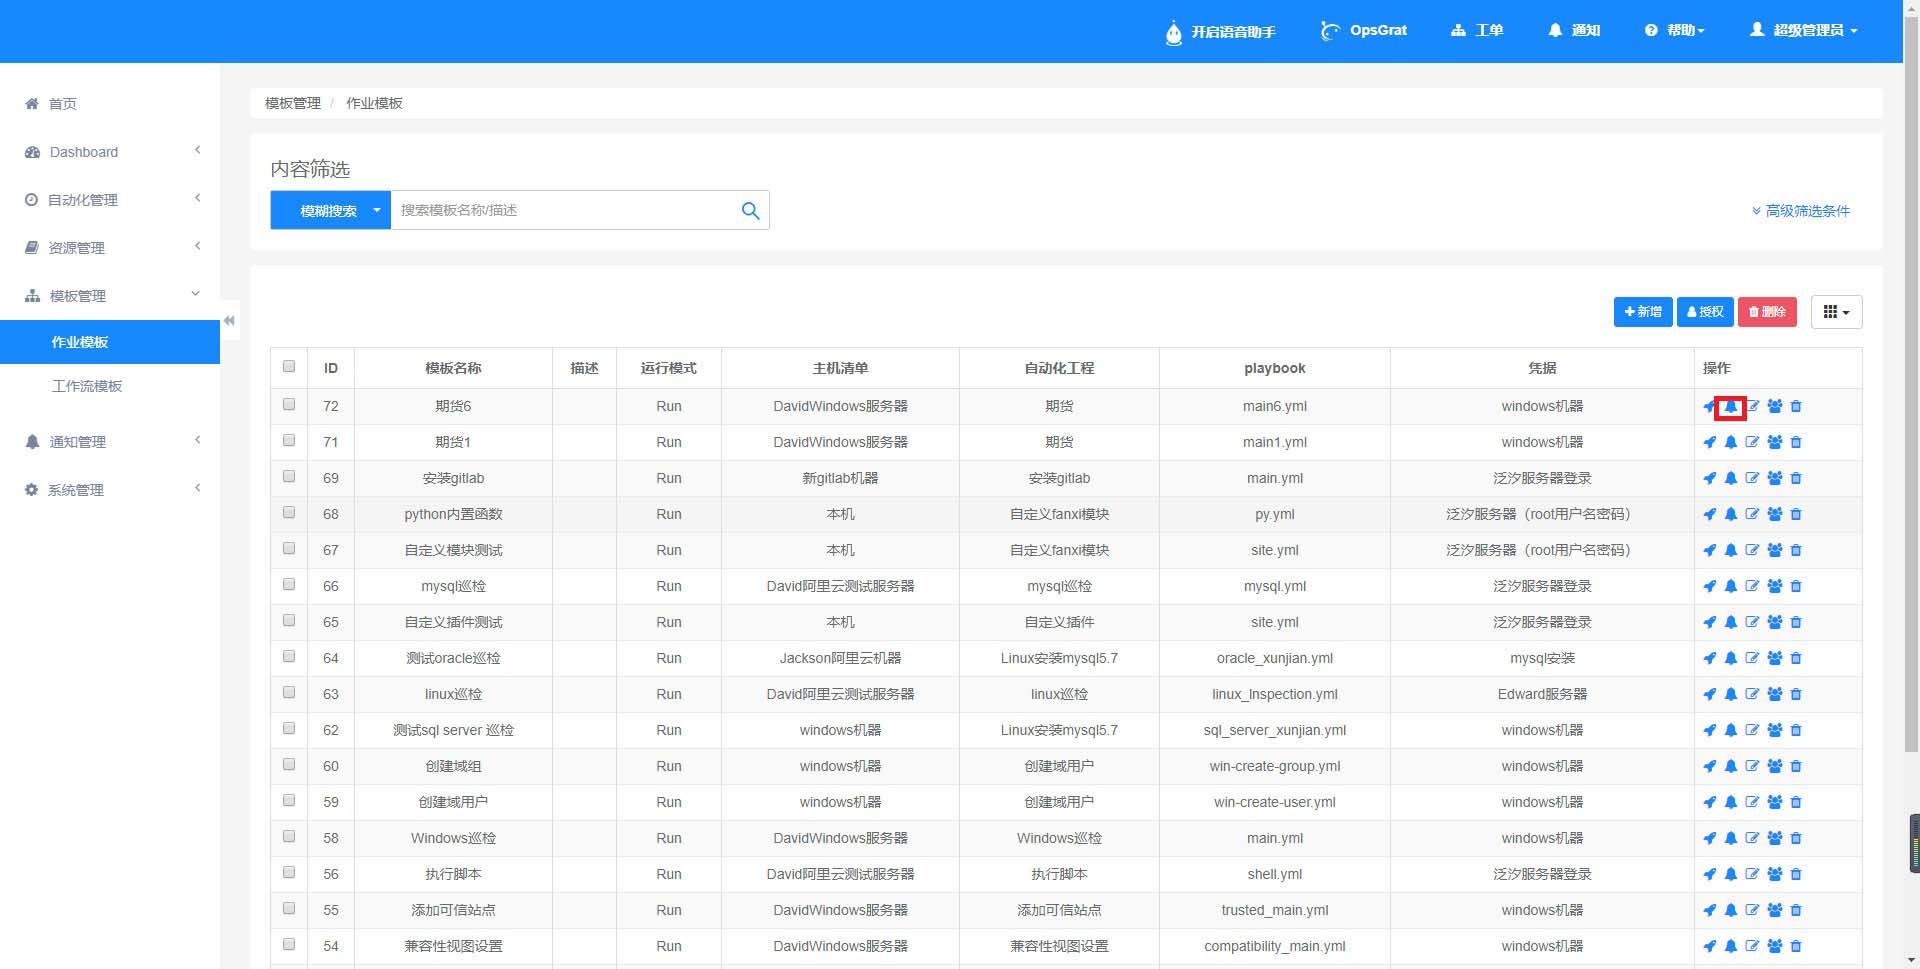 开启语音助手 OpsGrat 工单 通知 帮助 超级管理员
首页
Dashboard
自动化管理
资源管理
模板管理
作业模板
工作流模板
通知管理
系统管理
模板管理 / 作业模板
内容筛选
模糊搜索 搜索模板名称/描述
高级筛选条件
新增 授权 删除
ID 模板名称 描述 运行模式 主机清单 自动化工程 playbook 凭据 操作
72 期货6 Run DavidWindows服务器 期货 main6.yml windows机器
71 期货1 Run DavidWindows服务器 期货 main1.yml windows机器
69 安装gitlab Run 新gitlab机器 安装gitlab main.yml 泛汐服务器登录
68 python内置函数 Run 本机 自定义fanxi模块 py.yml 泛汐服务器（root用户名密码）
67 自定义模块测试 Run 本机 自定义fanxi模块 site.yml 泛汐服务器（root用户名密码）
66 mysql巡检 Run David阿里云测试服务器 mysql巡检 mysql.yml 泛汐服务器登录
65 自定义插件测试 Run 本机 自定义插件 site.yml 泛汐服务器登录
64 测试oracle巡检 Run Jackson阿里云机器 Linux安装mysql5.7 oracle_xunjian.yml mysql安装
63 linux巡检 Run David阿里云测试服务器 linux巡检 linux_Inspection.yml Edward服务器
62 测试sql server 巡检 Run windows机器 Linux安装mysql5.7 sql_server_xunjian.yml windows机器
60 创建域组 Run windows机器 创建域用户 win-create-group.yml windows机器
59 创建域用户 Run windows机器 创建域用户 win-create-user.yml windows机器
58 Windows巡检 Run DavidWindows服务器 Windows巡检 main.yml windows机器
56 执行脚本 Run David阿里云测试服务器 执行脚本 shell.yml 泛汐服务器登录
55 添加可信站点 Run DavidWindows服务器 添加可信站点 trusted_main.yml windows机器
54 兼容性视图设置 Run DavidWindows服务器 兼容性视图设置 compatibility_main.yml windows机器